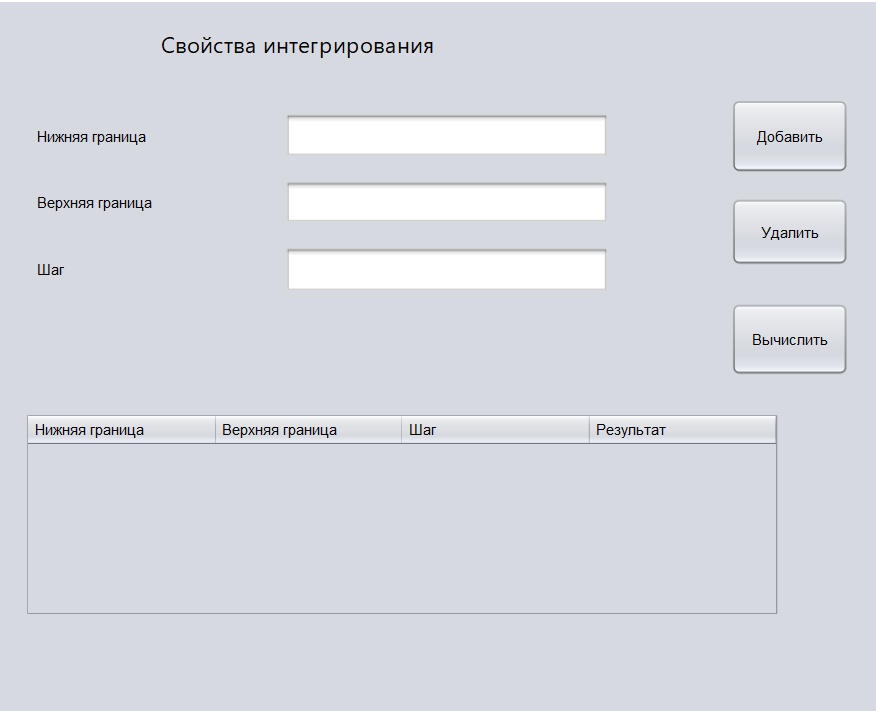 Свойства интегрирования
Нижняя граница
Добавить
Верхняя граница
Удалить
Шаг
Вычислить
Нижняя граница Верхняя граница Шаг Результат